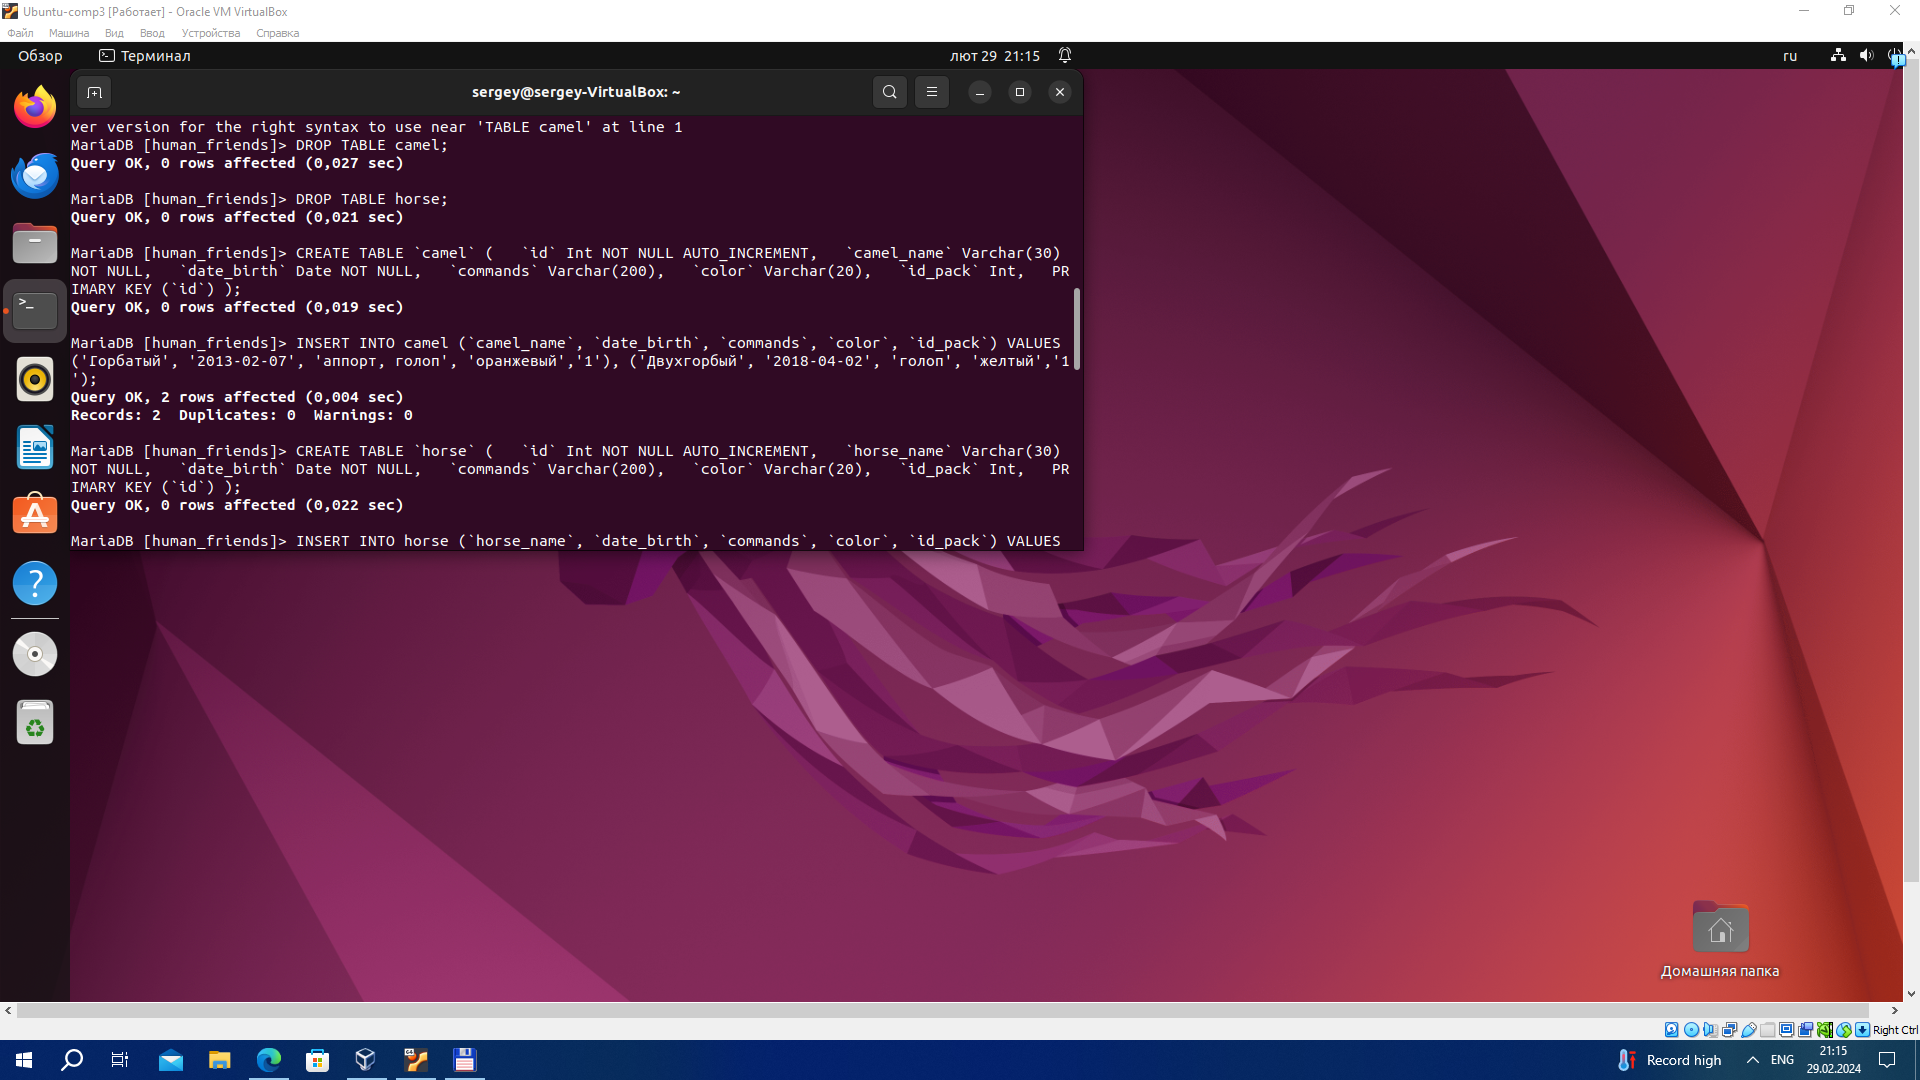 Ubuntu-comp3 [Работает] - Oracle VM VirtualBox
Файл Машина Вид Ввод Устройства Справка
Обзор Терминал лют 29 21:15 ru
sergey@sergey-VirtualBox: ~
ver version for the right syntax to use near 'TABLE camel' at line 1
MariaDB [human_friends]> DROP TABLE camel;
Query OK, 0 rows affected (0,027 sec)
MariaDB [human_friends]> DROP TABLE horse;
Query OK, 0 rows affected (0,021 sec)
MariaDB [human_friends]> CREATE TABLE `camel` (   `id` Int NOT NULL AUTO_INCREMENT,   `camel_name` Varchar(30)
NOT NULL,   `date_birth` Date NOT NULL,   `commands` Varchar(200),   `color` Varchar(20),   `id_pack` Int,   PR
IMARY KEY (`id`) );
Query OK, 0 rows affected (0,019 sec)
MariaDB [human_friends]> INSERT INTO camel (`camel_name`, `date_birth`, `commands`, `color`, `id_pack`) VALUES
('Горбатый', '2013-02-07', 'аппорт, голоп', 'оранжевый','1'), ('Двухгорбый', '2018-04-02', 'голоп', 'желтый','1
');
Query OK, 2 rows affected (0,004 sec)
Records: 2  Duplicates: 0  Warnings: 0
MariaDB [human_friends]> CREATE TABLE `horse` (   `id` Int NOT NULL AUTO_INCREMENT,   `horse_name` Varchar(30)
NOT NULL,   `date_birth` Date NOT NULL,   `commands` Varchar(200),   `color` Varchar(20),   `id_pack` Int,   PR
IMARY KEY (`id`) );
Query OK, 0 rows affected (0,022 sec)
MariaDB [human_friends]> INSERT INTO horse (`horse_name`, `date_birth`, `commands`, `color`, `id_pack`) VALUES
Домашняя папка
Right Ctrl
Record high ENG 21:15
29.02.2024